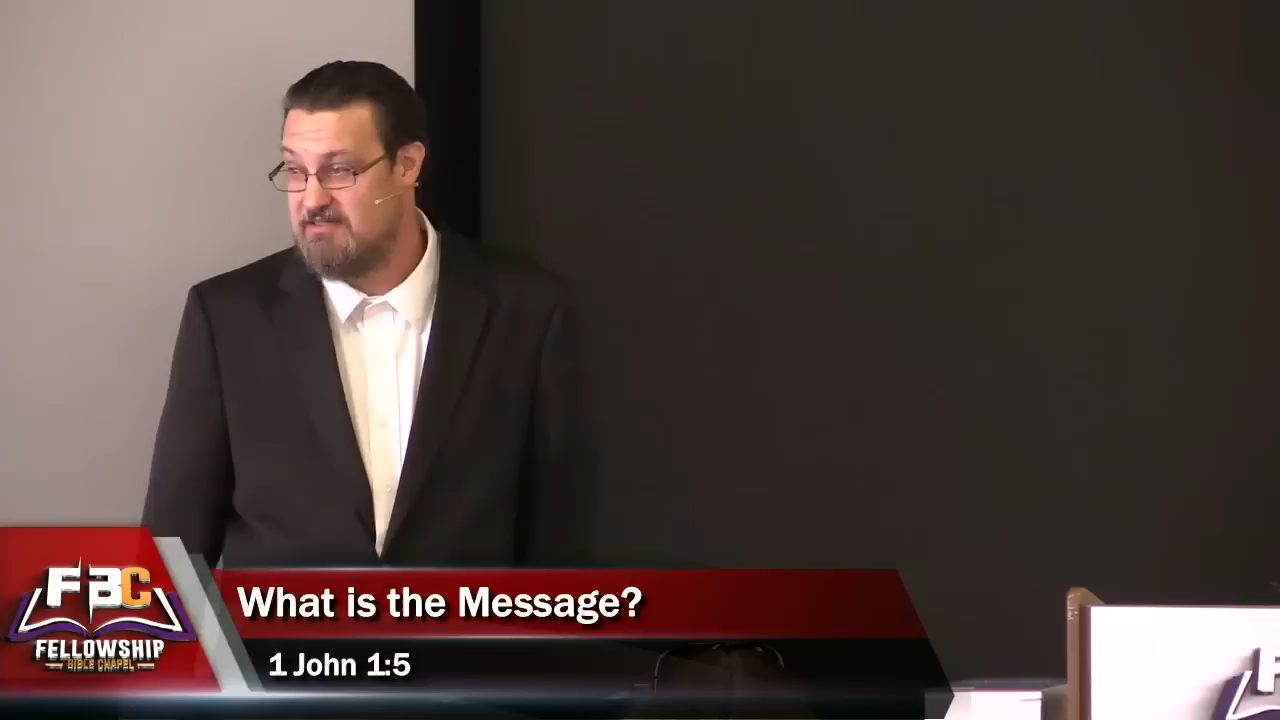 What is the Message?
1 John 1:5
FBC
FELLOWSHIP
BIBLE CHAPEL